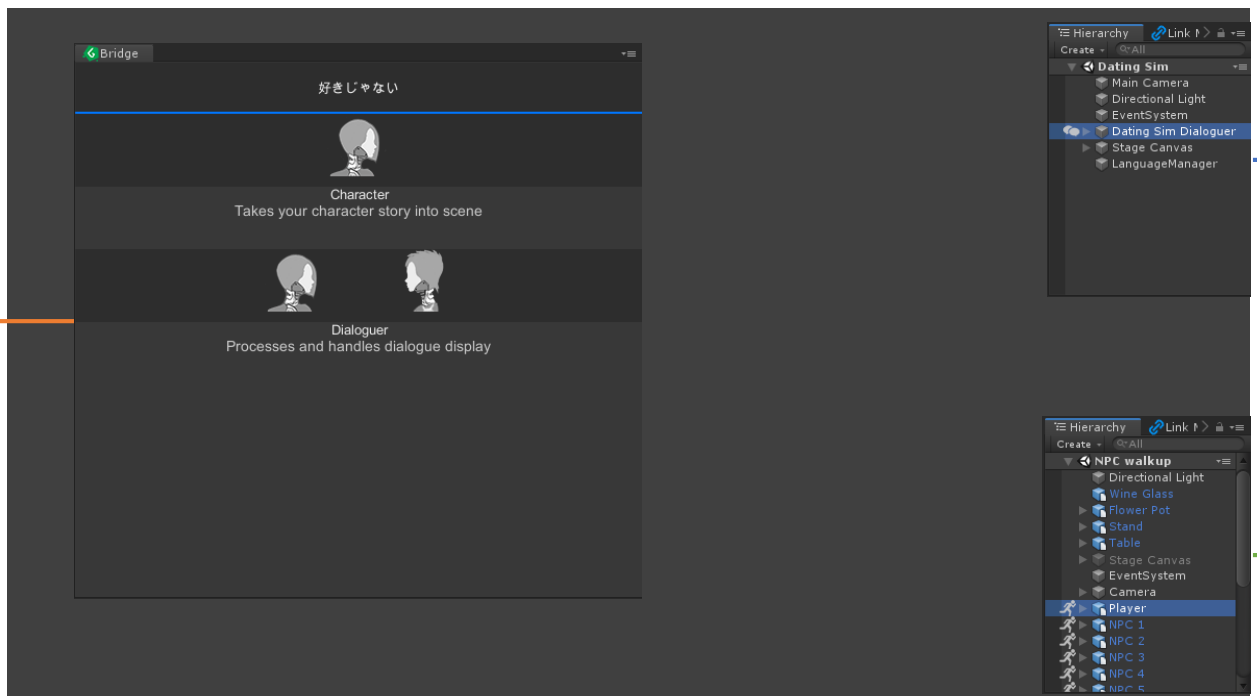 Bridge
好きじゃない
Character
Takes your character story into scene
Dialoguer
Processes and handles dialogue display
Hierarchy
Link
Create
All
Dating Sim
Main Camera
Directional Light
EventSystem
Dating Sim Dialoguer
Stage Canvas
LanguageManager
Hierarchy
Link
Create
All
NPC walkup
Directional Light
Wine Glass
Flower Pot
Stand
Table
Stage Canvas
EventSystem
Camera
Player
NPC 1
NPC 2
NPC 3
NPC 4
NPC 5